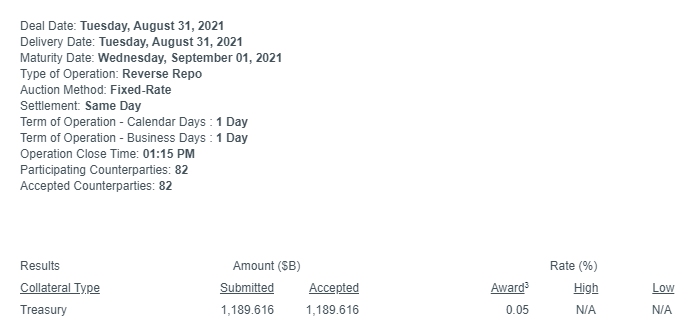 Deal Date: Tuesday, August 31, 2021
Delivery Date: Tuesday, August 31, 2021
Maturity Date: Wednesday, September 01, 2021
Type of Operation: Reverse Repo
Auction Method: Fixed-Rate
Settlement: Same Day
Term of Operation - Calendar Days : 1 Day
Term of Operation - Business Days : 1 Day
Operation Close Time: 01:15 PM
Participating Counterparties: 82
Accepted Counterparties: 82
Results Amount ($B) Rate (%)
Collateral Type Submitted Accepted Award³ High Low
Treasury 1,189.616 1,189.616 0.05 N/A N/A